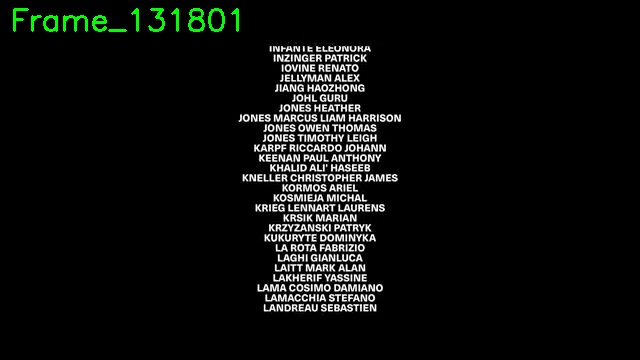 Frame_131801
INFANTE ELEONORA
INZINGER PATRICK
IOVINE RENATO
JELLYMAN ALEX
JIANG HAOZHONG
JOHL GURU
JONES HEATHER
JONES MARCUS LIAM HARRISON
JONES OWEN THOMAS
JONES TIMOTHY LEIGH
KARPF RICCARDO JOHANN
KEENAN PAUL ANTHONY
KHALID ALI' HASEEB
KNELLER CHRISTOPHER JAMES
KORMOS ARIEL
KOSMIEJA MICHAL
KRIEG LENNART LAURENS
KRSIK MARIAN
KRZYZANSKI PATRYK
KUKURYTE DOMINYKA
LA ROTA FABRIZIO
LAGHI GIANLUCA
LAITT MARK ALAN
LAKHERIF YASSINE
LAMA COSIMO DAMIANO
LAMACCHIA STEFANO
LANDREAU SEBASTIEN